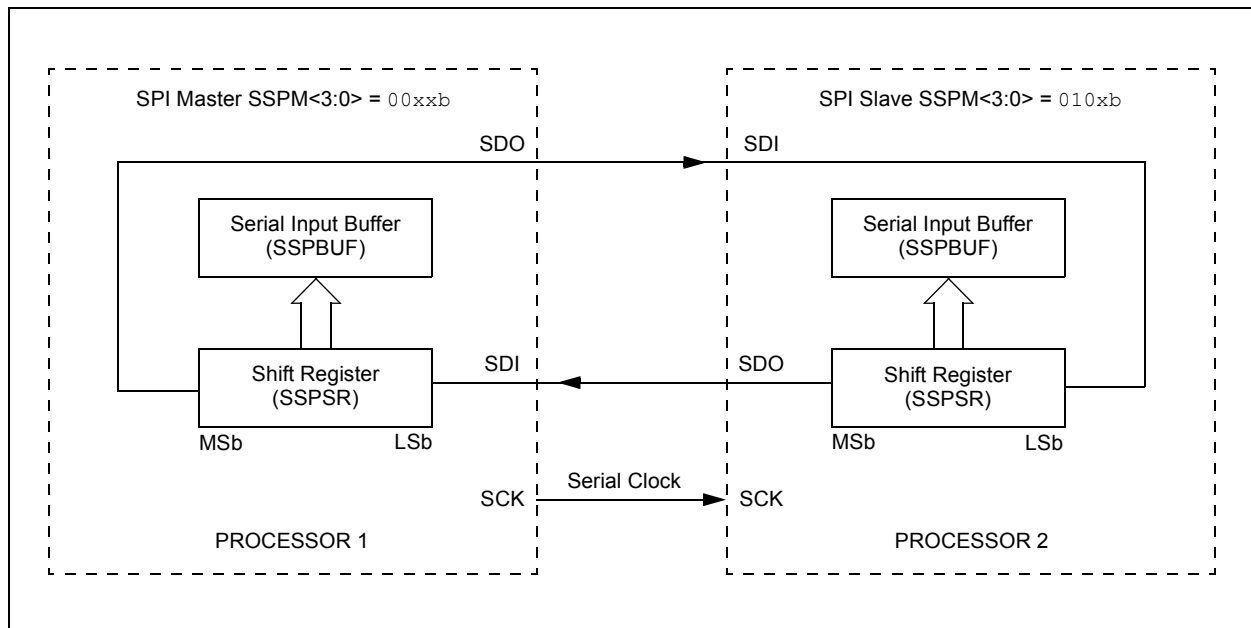 SPI Master SSPM<3:0> = 00xxb
SPI Slave SSPM<3:0> = 010xb
SDO
SDI
Serial Input Buffer
(SSPBUF)
Serial Input Buffer
(SSPBUF)
Shift Register
(SSPSR)
SDI
SDO
Shift Register
(SSPSR)
MSb
LSb
MSb
LSb
SCK
Serial Clock
SCK
PROCESSOR 1
PROCESSOR 2